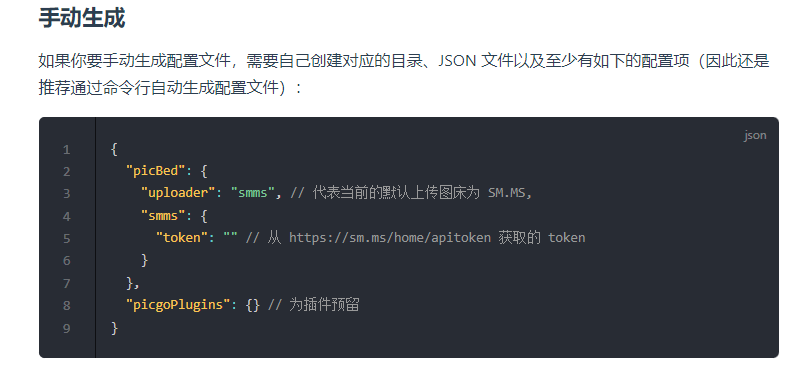 手动生成
如果你要手动生成配置文件，需要自己创建对应的目录、JSON 文件以及至少有如下的配置项（因此还是
推荐通过命令行自动生成配置文件）：
json
1 {
2 "picBed": {
3 "uploader": "smms", // 代表当前的默认上传图床为 SM.MS,
4 "smms": {
5 "token": "" // 从 https://sm.ms/home/apitoken 获取的 token
6 }
7 },
8 "picgoPlugins": {} // 为插件预留
9 }